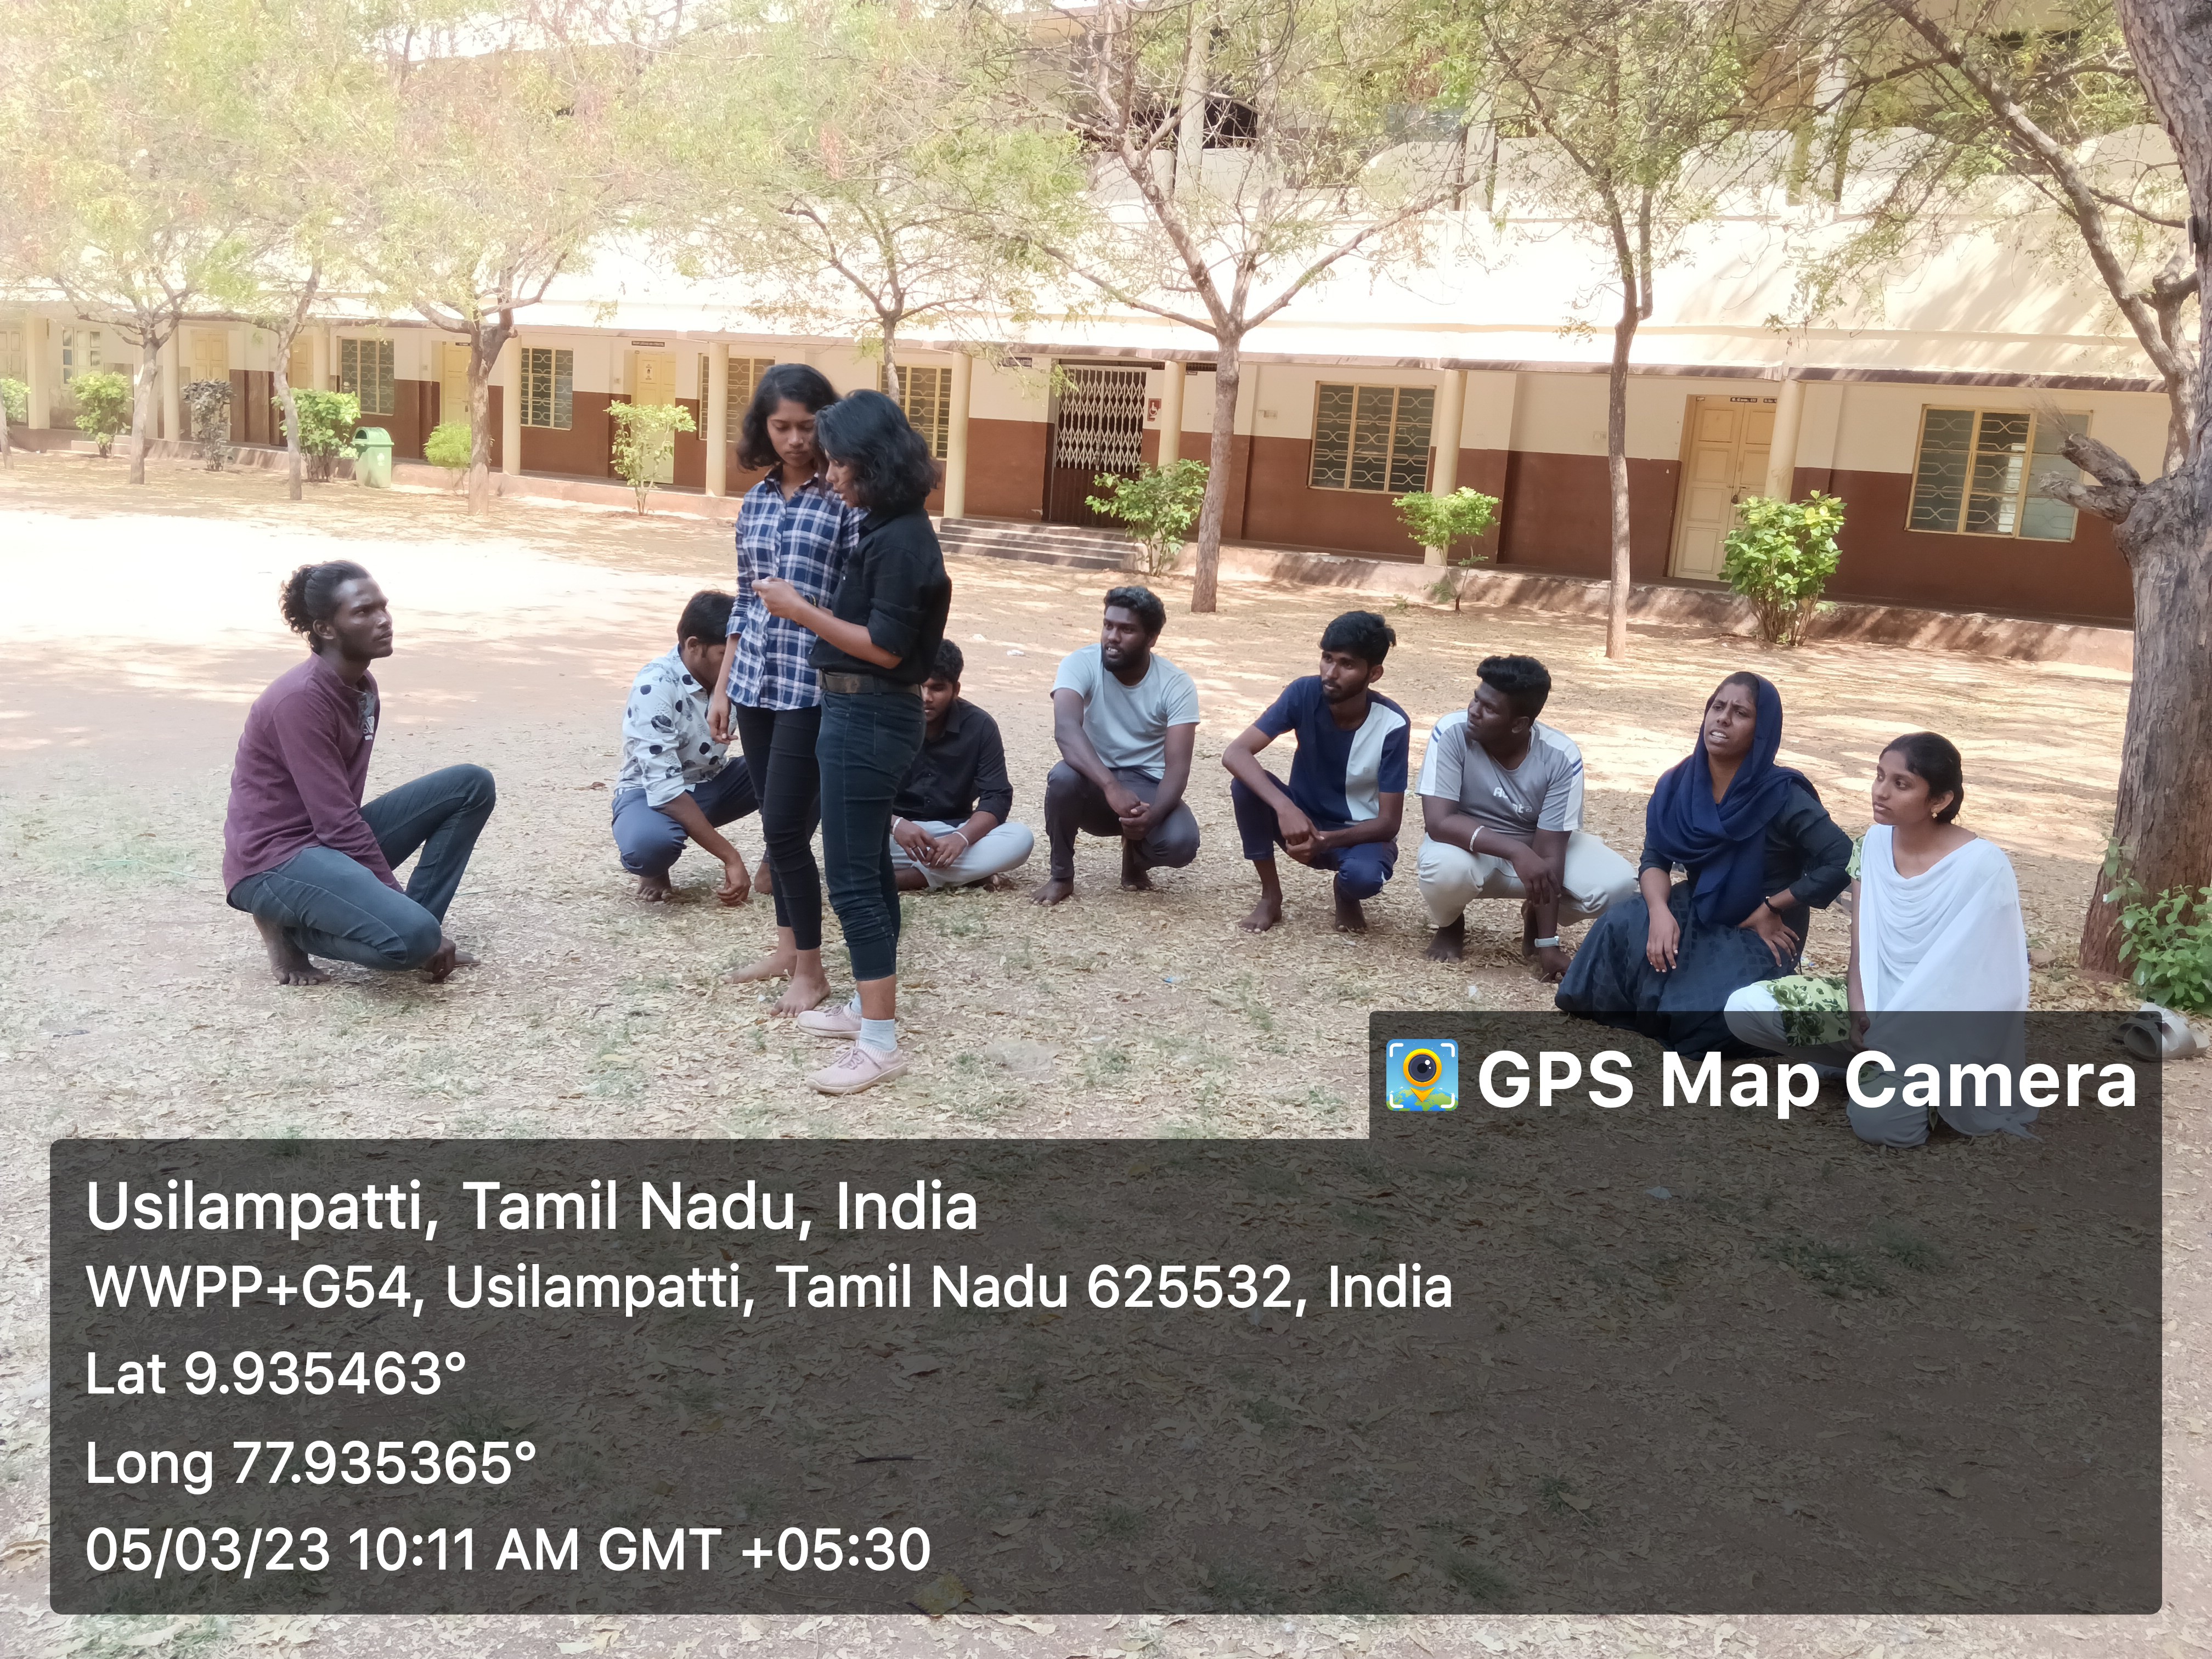 GPS Map Camera
Usilampatti, Tamil Nadu, India
WWPP+G54, Usilampatti, Tamil Nadu 625532, India
Lat 9.935463°
Long 77.935365°
05/03/23 10:11 AM GMT +05:30